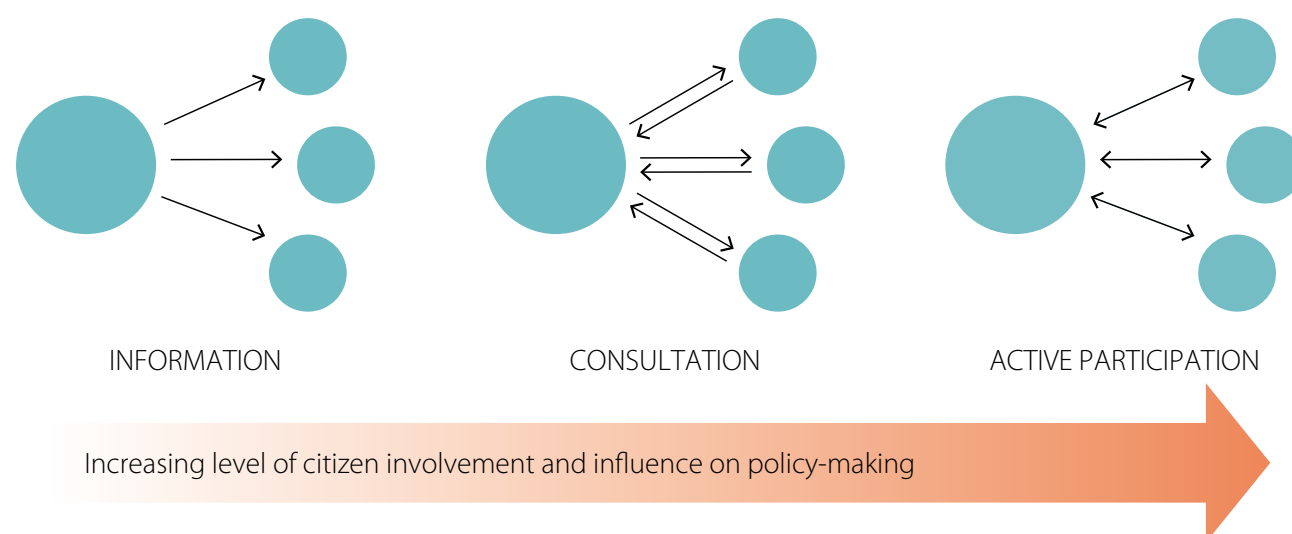 INFORMATION
CONSULTATION
ACTIVE PARTICIPATION
Increasing level of citizen involvement and influence on policy-making